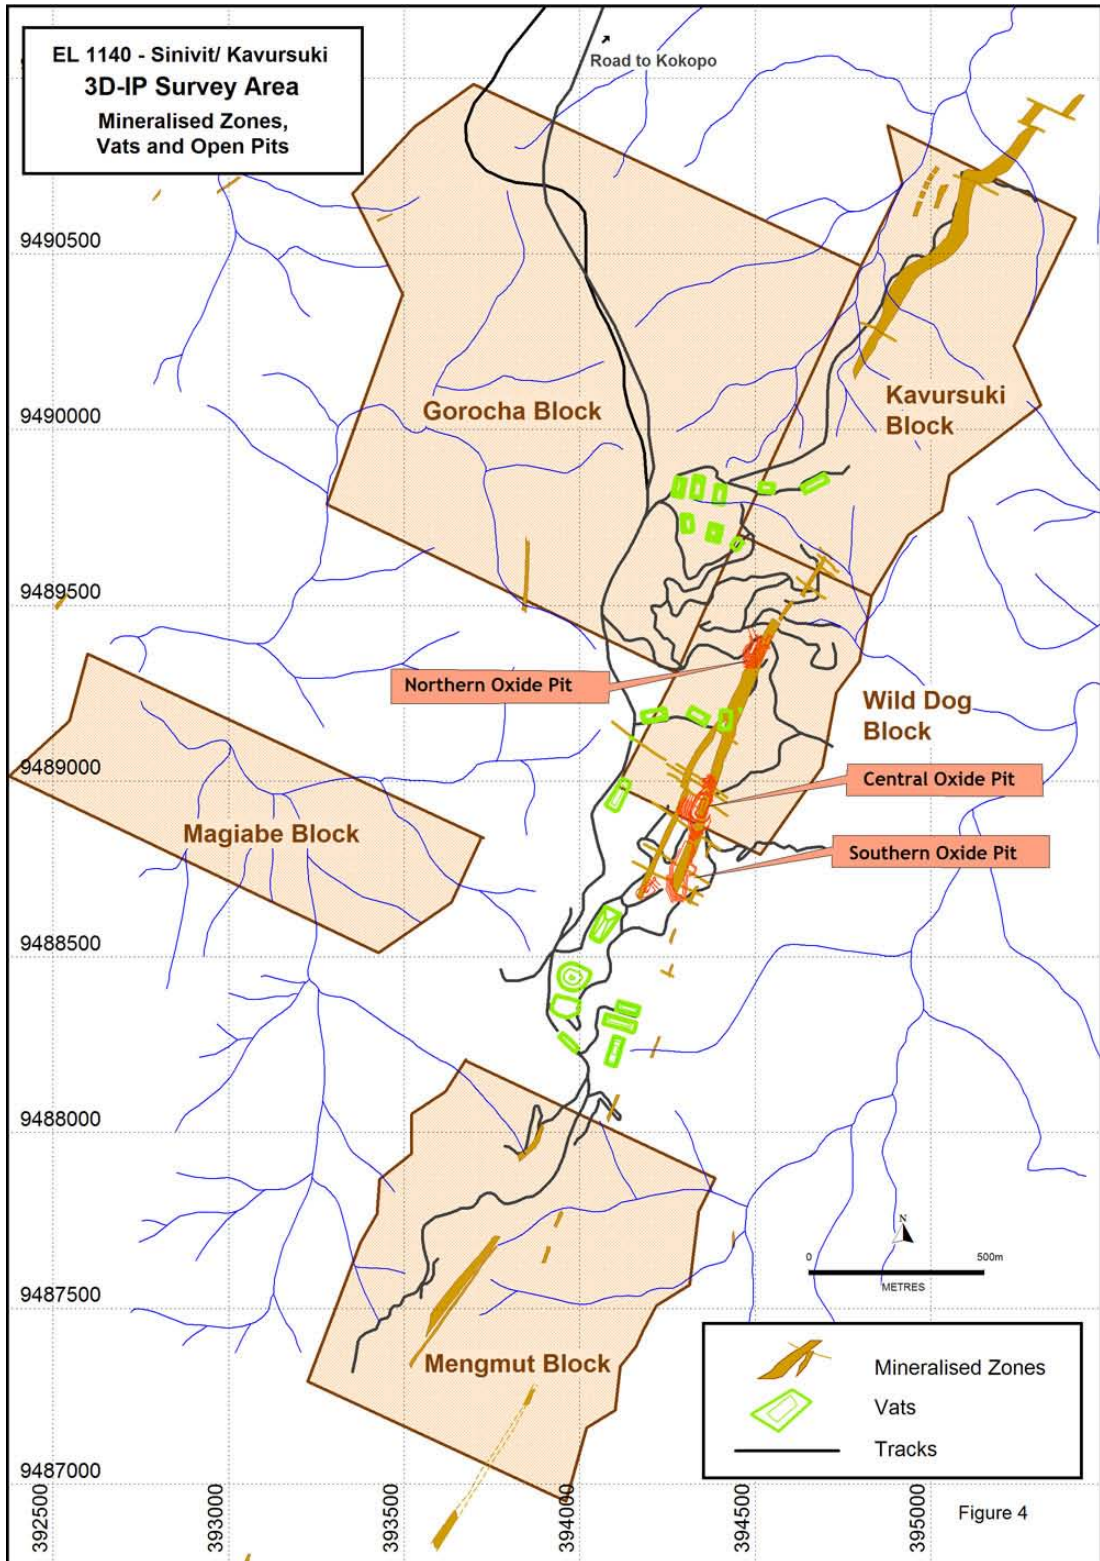 EL 1140 - Sinivit/ Kavursuki
3D-IP Survey Area
Mineralised Zones,
Vats and Open Pits
Road to Kokopo
9490500
9490000
Gorocha Block
Kavursuki
Block
9489500
Northern Oxide Pit
Wild Dog
Block
9489000
Central Oxide Pit
Magiabe Block
Southern Oxide Pit
9488500
9488000
N
0
500m
METRES
9487500
Mengmut Block
Mineralised Zones
Vats
Tracks
9487000
392500
393000
393500
394000
394500
395000
Figure 4